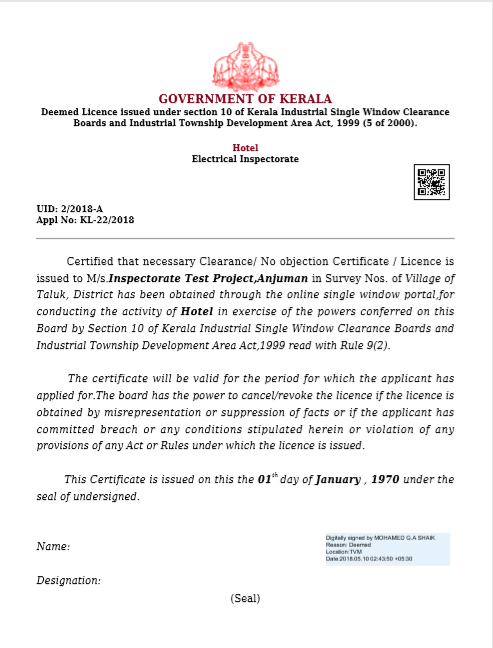 GOVERNMENT OF KERALA
Deemed Licence issued under section 10 of Kerala Industrial Single Window Clearance
Boards and Industrial Township Development Area Act, 1999 (5 of 2000).
Hotel
Electrical Inspectorate
UID: 2/2018-A
Appl No: KL-22/2018
Certified that necessary Clearance/ No objection Certificate / Licence is
issued to M/s.Inspectorate Test Project,Anjuman in Survey Nos. of Village of
Taluk, District has been obtained through the online single window portal,for
conducting the activity of Hotel in exercise of the powers conferred on this
Board by Section 10 of Kerala Industrial Single Window Clearance Boards and
Industrial Township Development Area Act,1999 read with Rule 9(2).
The certificate will be valid for the period for which the applicant has
applied for.The board has the power to cancel/revoke the licence if the licence is
obtained by misrepresentation or suppression of facts or if the applicant has
committed breach or any conditions stipulated herein or violation of any
provisions of any Act or Rules under which the licence is issued.
This Certificate is issued on this the 01th day of January , 1970 under the
seal of undersigned.
Digitally signed by MOHAMED G.A SHAIK
Reason: Deemed
Location:TVM
Date:2018.05.10 02:43:50 +05:30
Name:
Designation:
(Seal)